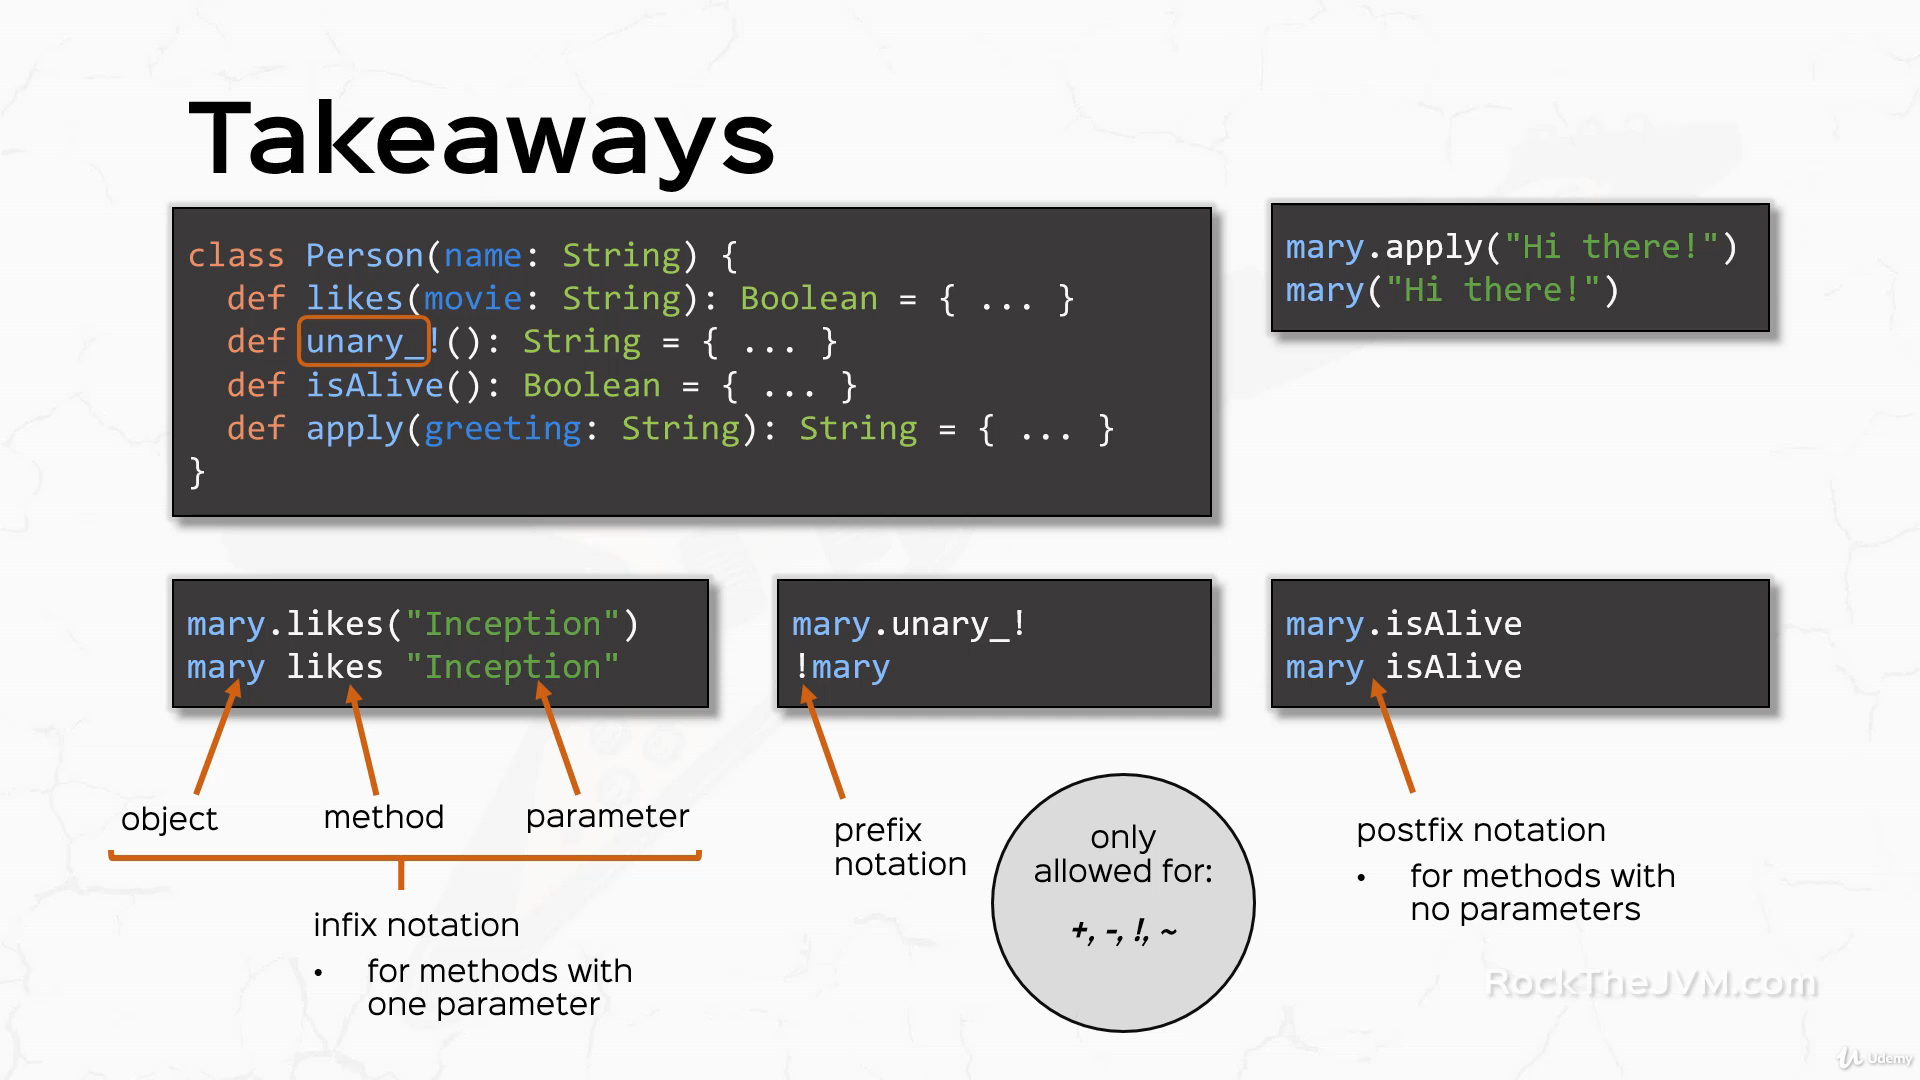 Takeaways
class Person(name: String) {
  def likes(movie: String): Boolean = { ... }
  def unary_!(): String = { ... }
  def isAlive(): Boolean = { ... }
  def apply(greeting: String): String = { ... }
}
mary.apply("Hi there!")
mary("Hi there!")
mary.likes("Inception")
mary likes "Inception"
object
method
parameter
infix notation
• for methods with
one parameter
mary.unary_!
!mary
prefix
notation
only
allowed for:
+, -, !, ~
mary.isAlive
mary isAlive
postfix notation
• for methods with
no parameters
RockTheJVM.com
Udemy